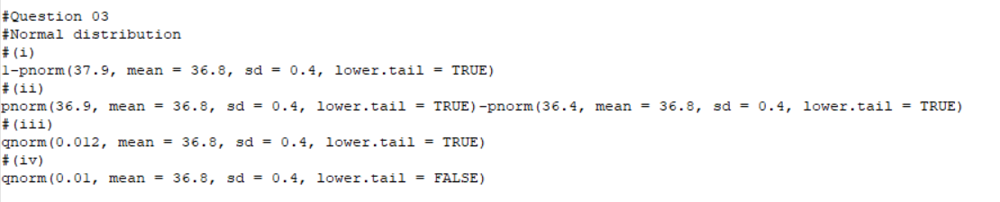 #Question 03
#Normal distribution
#(i)
1-pnorm(37.9, mean = 36.8, sd = 0.4, lower.tail = TRUE)
#(ii)
pnorm(36.9, mean = 36.8, sd = 0.4, lower.tail = TRUE)-pnorm(36.4, mean = 36.8, sd = 0.4, lower.tail = TRUE)
#(iii)
qnorm(0.012, mean = 36.8, sd = 0.4, lower.tail = TRUE)
#(iv)
qnorm(0.01, mean = 36.8, sd = 0.4, lower.tail = FALSE)